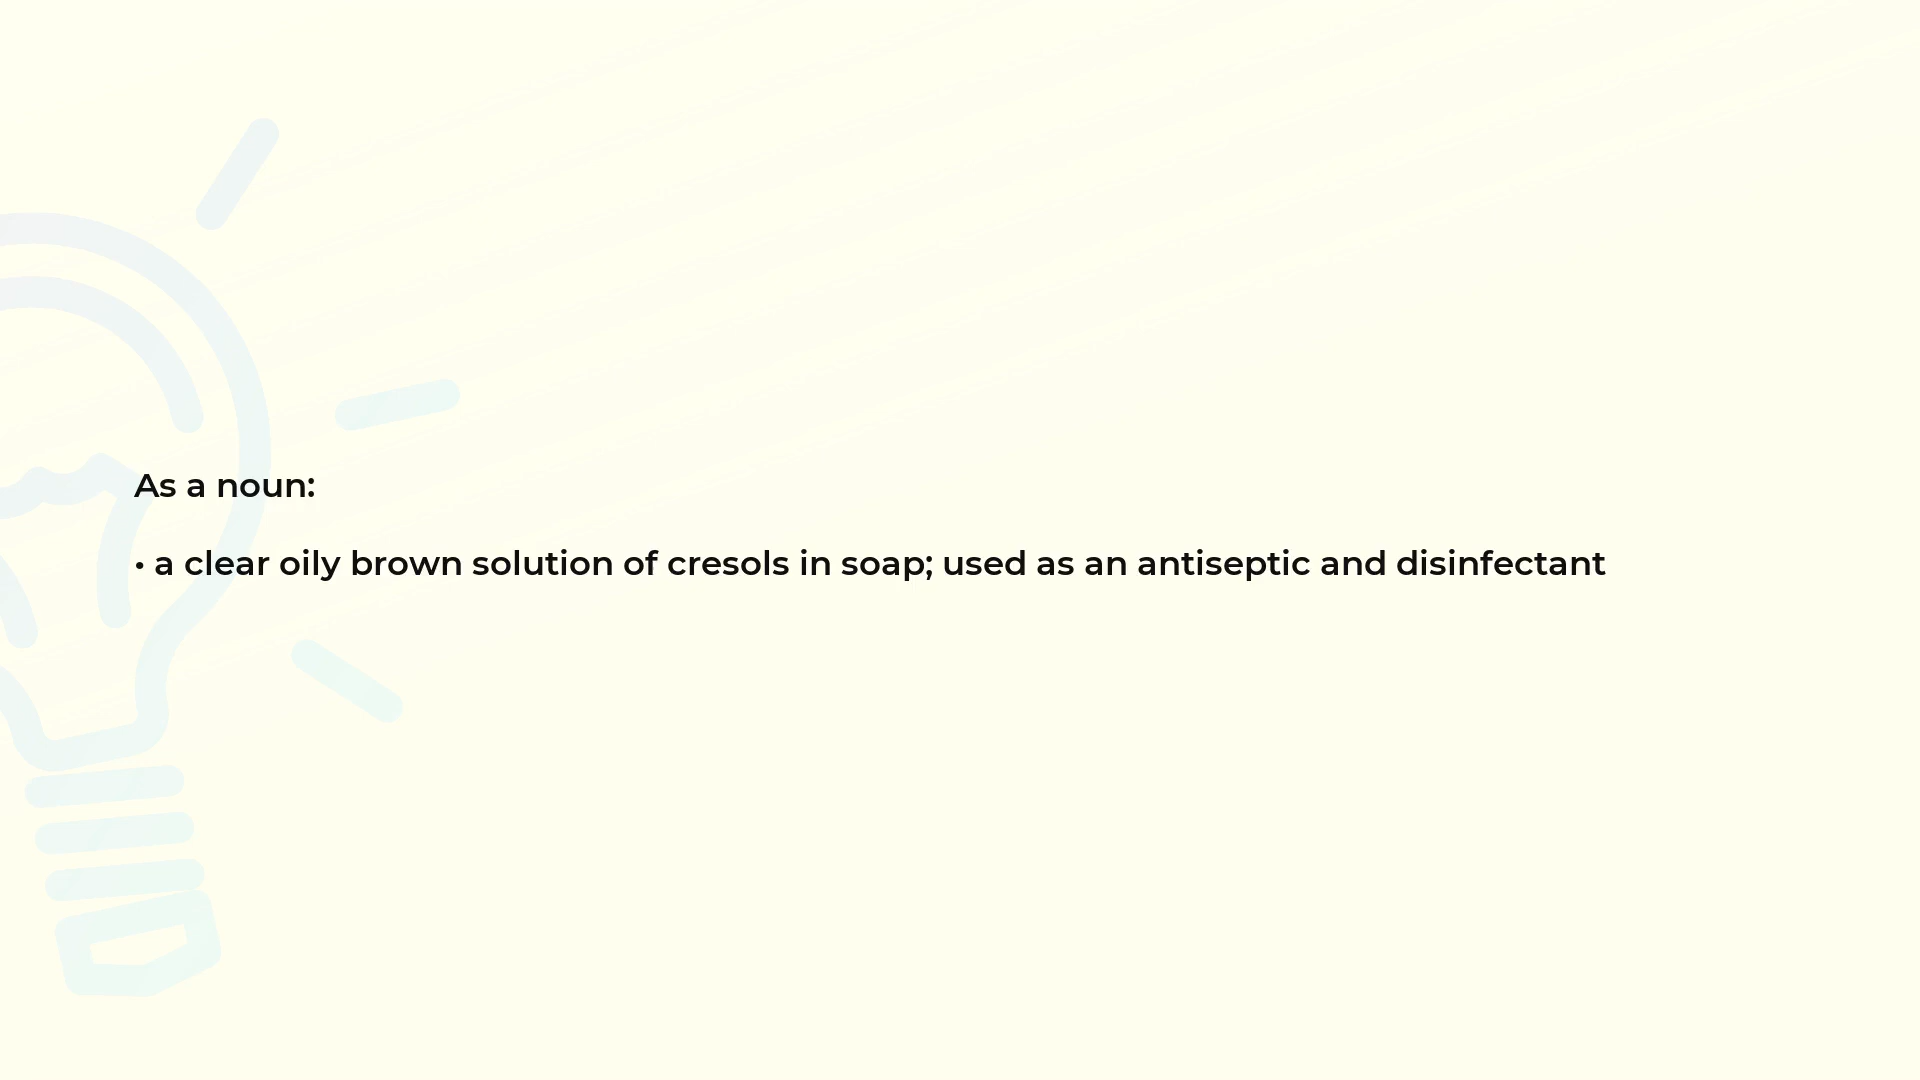 As a noun:
• a clear oily brown solution of cresols in soap; used as an antiseptic and disinfectant